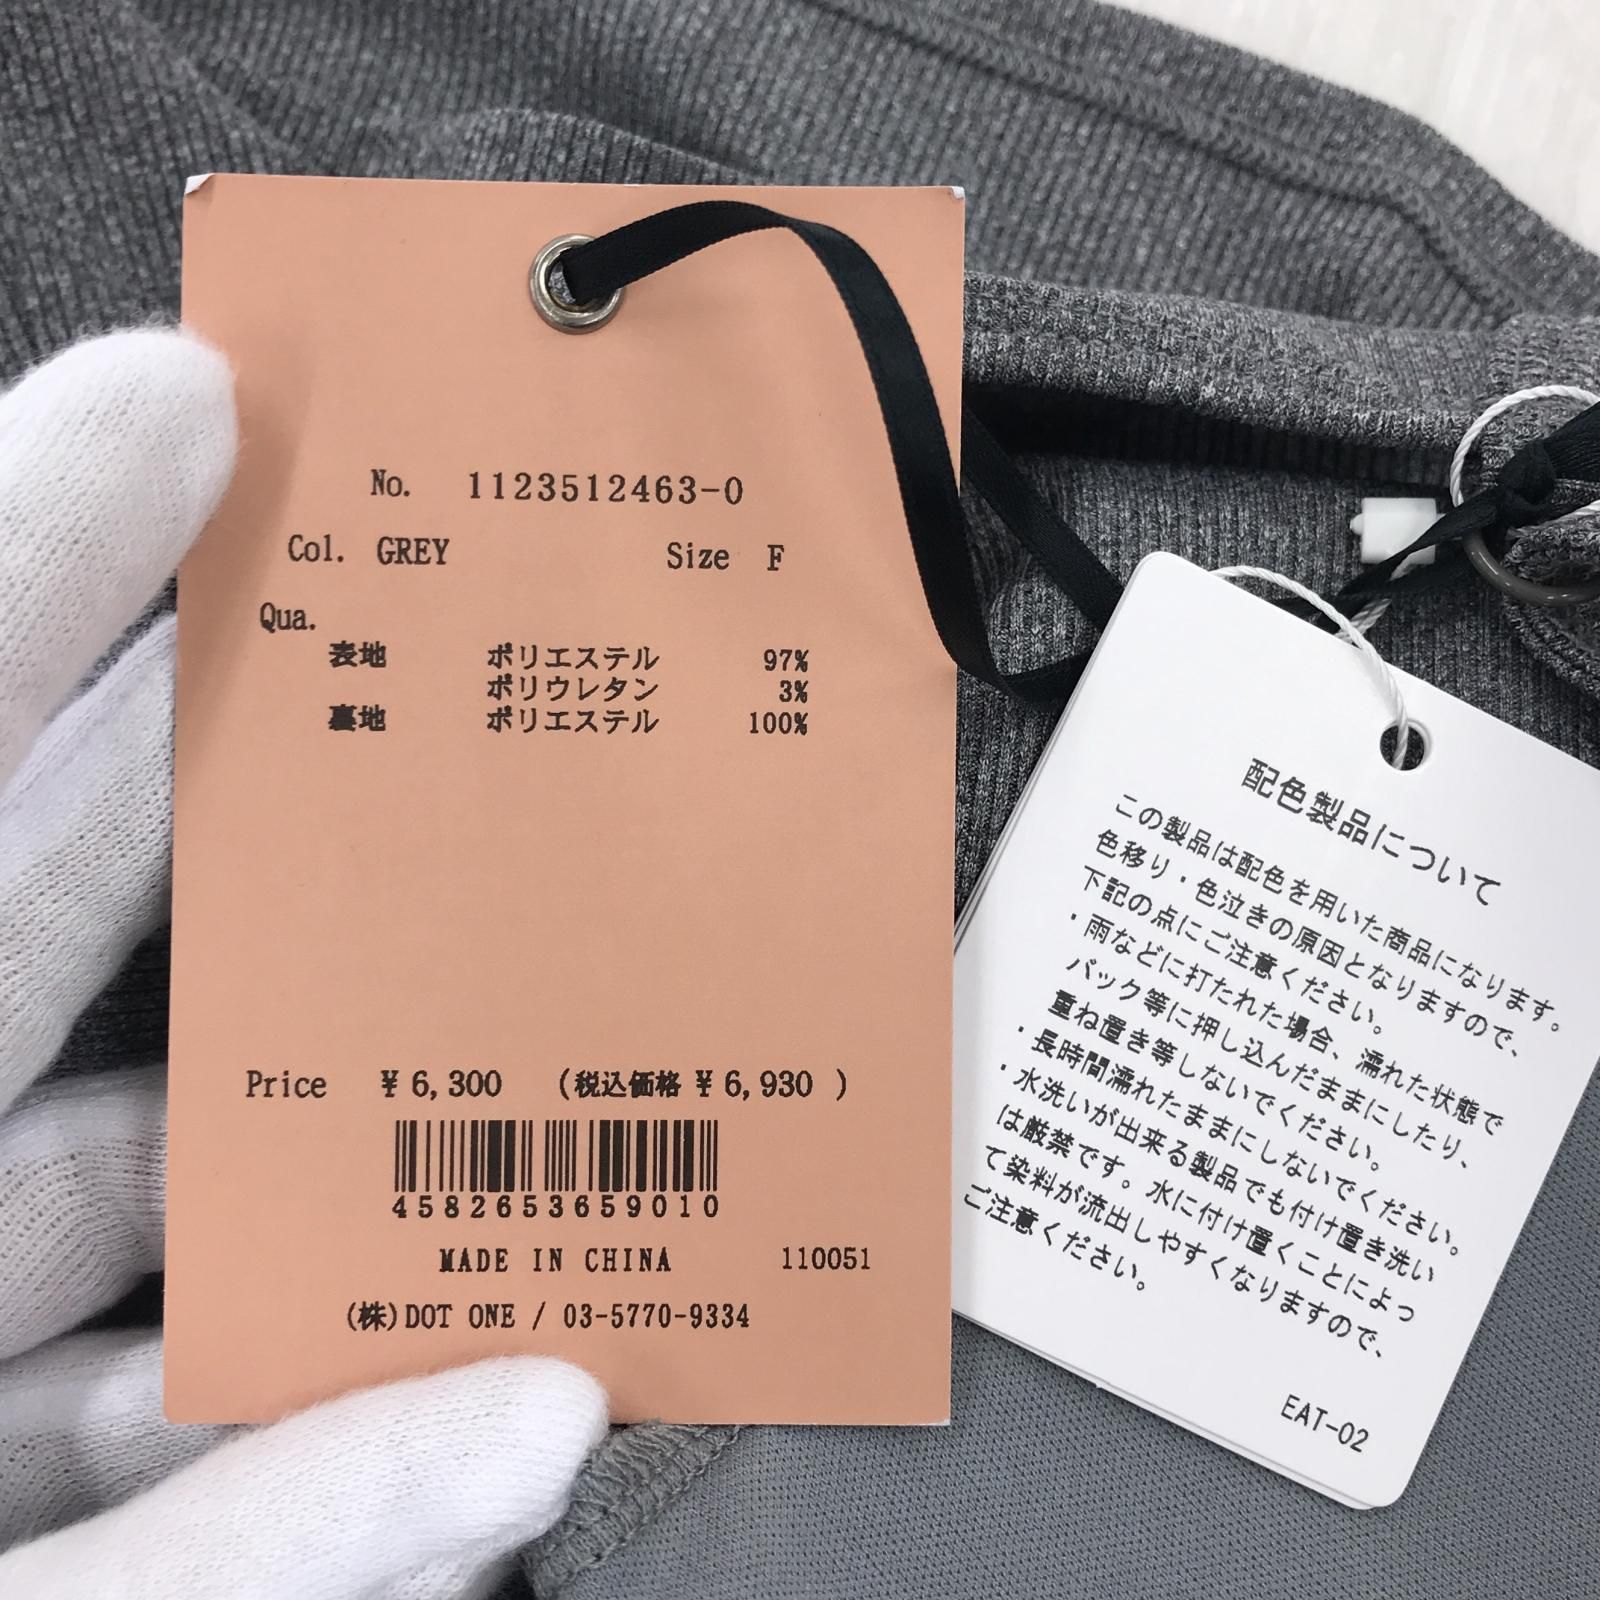 No. 1123512463-0
Col. GREY Size F
Qua.
表地 ポリエステル 97%
ポリウレタン 3%
裏地 ポリエステル 100%
Price ¥ 6,300 (税込価格 ¥ 6,930 )
4582653659010
MADE IN CHINA 110051
(株)DOT ONE / 03-5770-9334
配色製品について
この製品は配色を用いた商品になります。
色移り・色泣きの原因となりますので、
下記の点にご注意ください。
・雨などに打たれた場合、濡れた状態で
バック等に押し込んだままにしたり、
重ね置き等しないでください。
・長時間濡れたままにしないでください。
・水洗いが出来る製品でも付け置き洗い
は厳禁です。水に付け置くことによっ
て染料が流出しやすくなりますので、
ご注意ください。
EAT-02